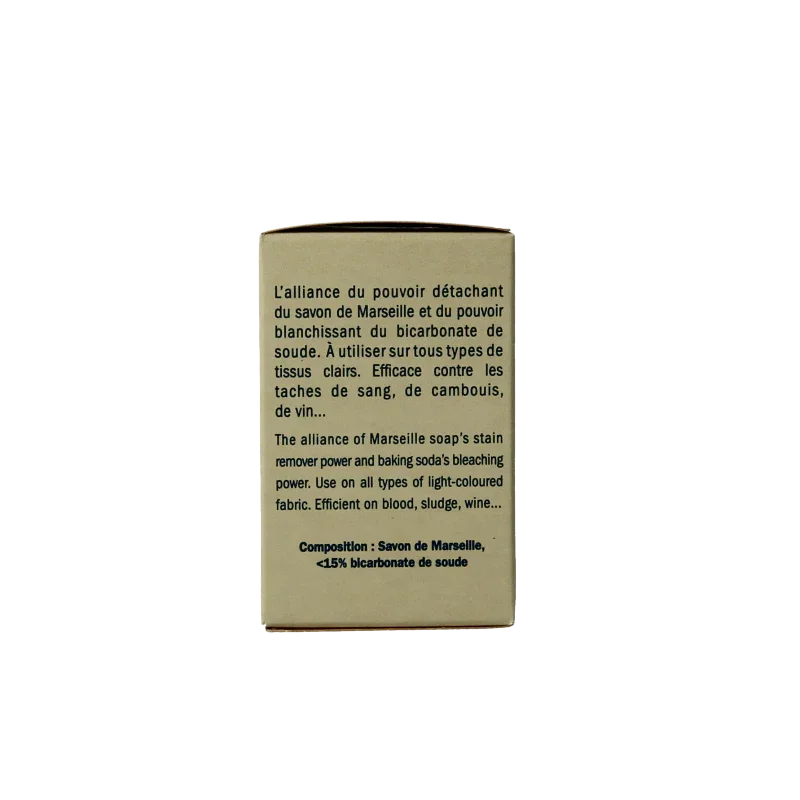 L'alliance du pouvoir détachant
du savon de Marseille et du pouvoir
blanchissant du bicarbonate de
soude. À utiliser sur tous types de
tissus clairs. Efficace contre les
taches de sang, de cambouis,
de vin...
The alliance of Marseille soap's stain
remover power and baking soda's bleaching
power. Use on all types of light-coloured
fabric. Efficient on blood, sludge, wine...
Composition : Savon de Marseille,
<15% bicarbonate de soude